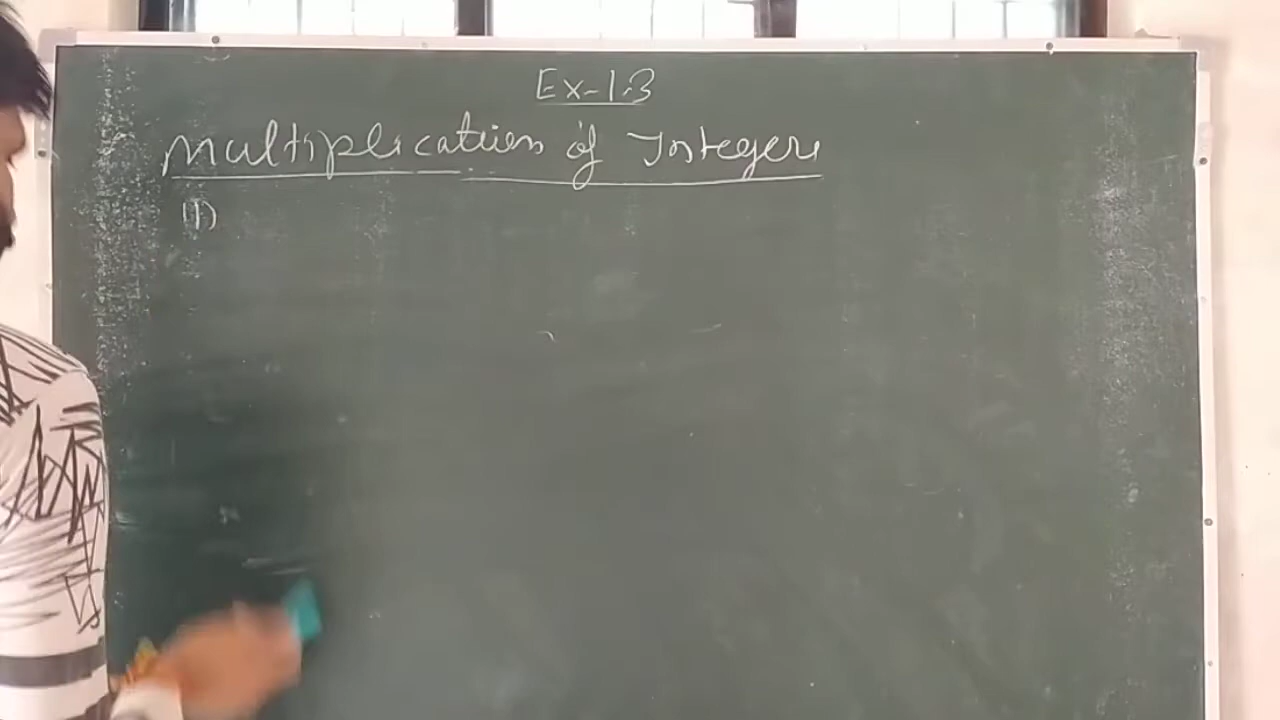 Ex-1.3
Multiplication of Integers
(1)